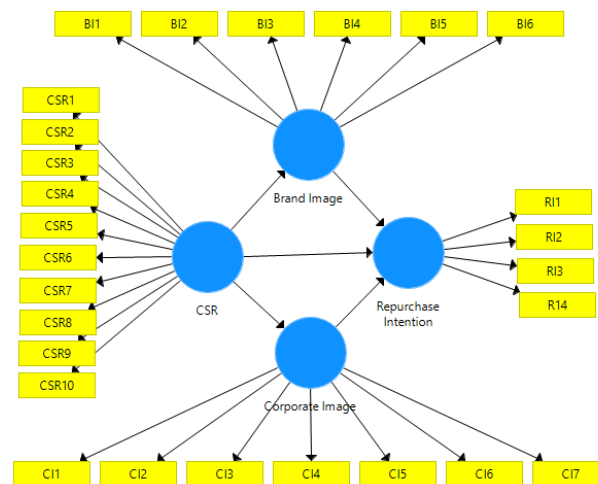 BI1
BI2
BI3
BI4
BI5
BI6
CSR1
CSR2
CSR3
CSR4
CSR5
CSR6
CSR7
CSR8
CSR9
CSR10
Brand Image
CSR
Repurchase
Intention
Corporate Image
RI1
RI2
RI3
R14
CI1
CI2
CI3
CI4
CI5
CI6
CI7